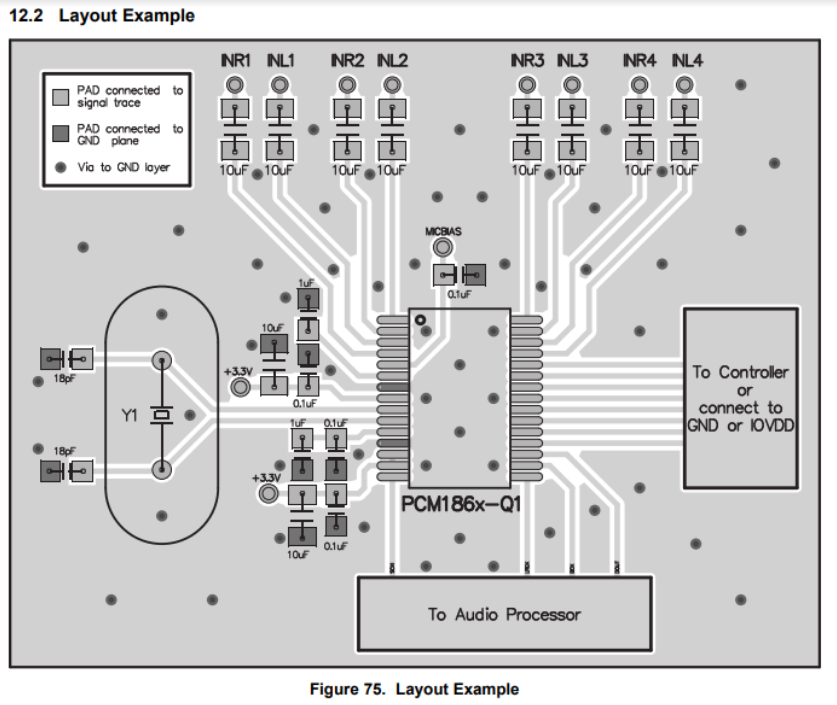 12.2 Layout Example
INR1 INL1 INR2 INL2 INR3 INL3 INR4 INL4
PAD connected to
signal trace
PAD connected to
GND plane
Via to GND layer
10uF 10uF 10uF 10uF 10uF 10uF 10uF 10uF
MICBIAS
0.1uF
1uF
10uF
+3.3V
0.1uF
18pF
Y1
18pF
1uF 0.1uF
+3.3V
10uF
0.1uF
PCM186x-Q1
To Controller
or
connect to
GND or IOVDD
To Audio Processor
Figure 75. Layout Example